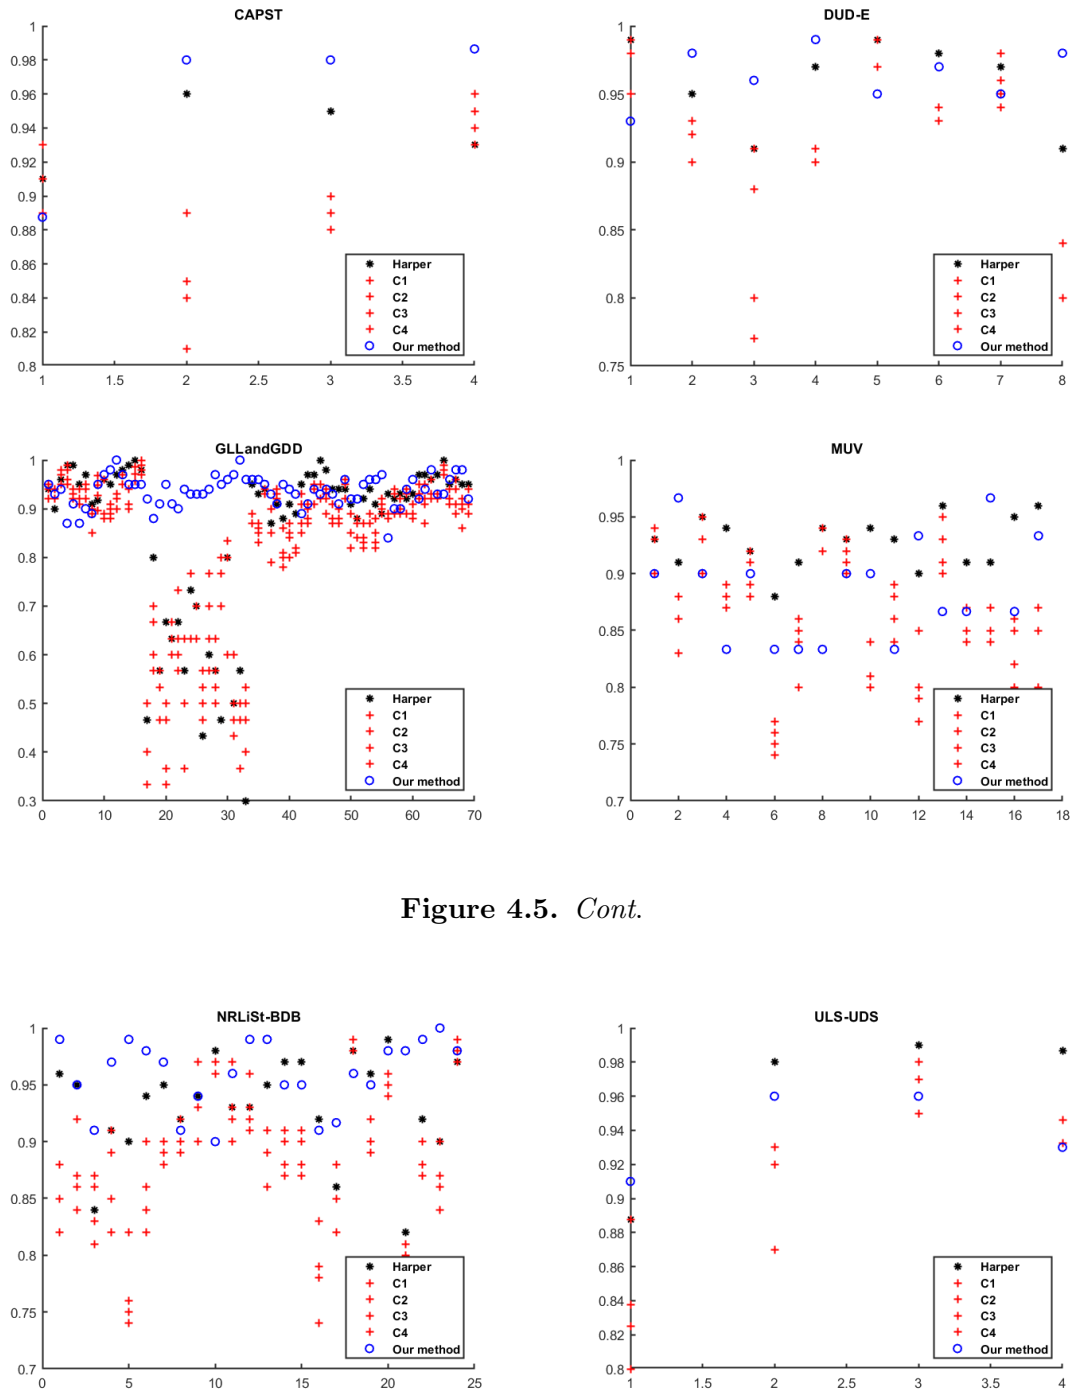 CAPST
1
0.98
0.96
0.94
0.92
0.9
0.88
0.86
0.84
0.82
0.8
1 1.5 2 2.5 3 3.5 4
Harper
C1
C2
C3
C4
Our method
DUD-E
1
0.95
0.9
0.85
0.8
0.75
1 2 3 4 5 6 7 8
Harper
C1
C2
C3
C4
Our method
GLLandGDD
1
0.9
0.8
0.7
0.6
0.5
0.4
0.3
0 10 20 30 40 50 60 70
Harper
C1
C2
C3
C4
Our method
MUV
1
0.95
0.9
0.85
0.8
0.75
0.7
0 2 4 6 8 10 12 14 16 18
Harper
C1
C2
C3
C4
Our method
Figure 4.5. Cont.
NRLiSt-BDB
1
0.95
0.9
0.85
0.8
0.75
0.7
0 5 10 15 20 25
Harper
C1
C2
C3
C4
Our method
ULS-UDS
1
0.98
0.96
0.94
0.92
0.9
0.88
0.86
0.84
0.82
0.8
1 1.5 2 2.5 3 3.5 4
Harper
C1
C2
C3
C4
Our method